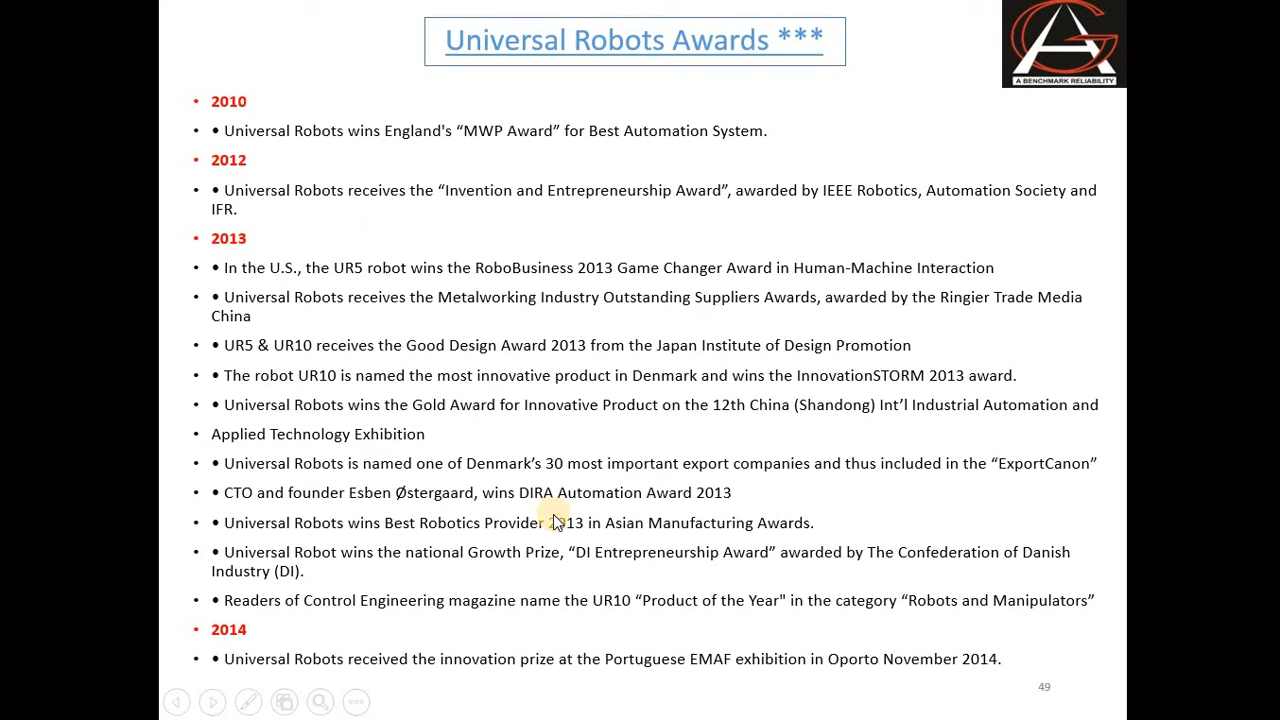 Universal Robots Awards ***
A BENCHMARK RELIABILITY
• 2010
• • Universal Robots wins England's “MWP Award” for Best Automation System.
• 2012
• • Universal Robots receives the “Invention and Entrepreneurship Award”, awarded by IEEE Robotics, Automation Society and
IFR.
• 2013
• • In the U.S., the UR5 robot wins the RoboBusiness 2013 Game Changer Award in Human-Machine Interaction
• • Universal Robots receives the Metalworking Industry Outstanding Suppliers Awards, awarded by the Ringier Trade Media
China
• • UR5 & UR10 receives the Good Design Award 2013 from the Japan Institute of Design Promotion
• • The robot UR10 is named the most innovative product in Denmark and wins the InnovationSTORM 2013 award.
• • Universal Robots wins the Gold Award for Innovative Product on the 12th China (Shandong) Int’l Industrial Automation and
• Applied Technology Exhibition
• • Universal Robots is named one of Denmark’s 30 most important export companies and thus included in the “ExportCanon”
• • CTO and founder Esben Østergaard, wins DIRA Automation Award 2013
• • Universal Robots wins Best Robotics Provider 2013 in Asian Manufacturing Awards.
• • Universal Robot wins the national Growth Prize, “DI Entrepreneurship Award” awarded by The Confederation of Danish
Industry (DI).
• • Readers of Control Engineering magazine name the UR10 “Product of the Year" in the category “Robots and Manipulators”
• 2014
• • Universal Robots received the innovation prize at the Portuguese EMAF exhibition in Oporto November 2014.
49